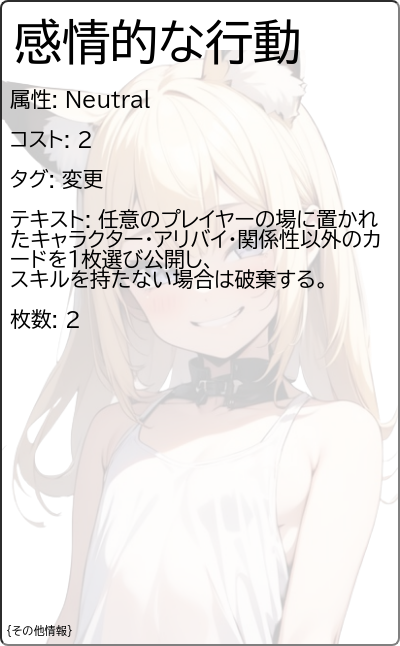 感情的な行動
属性: Neutral
コスト: 2
タグ: 変更
テキスト: 任意のプレイヤーの場に置かれ
たキャラクター・アリバイ・関係性以外のカ
ードを1枚選び公開し、
スキルを持たない場合は破棄する。
枚数: 2
{その他情報}